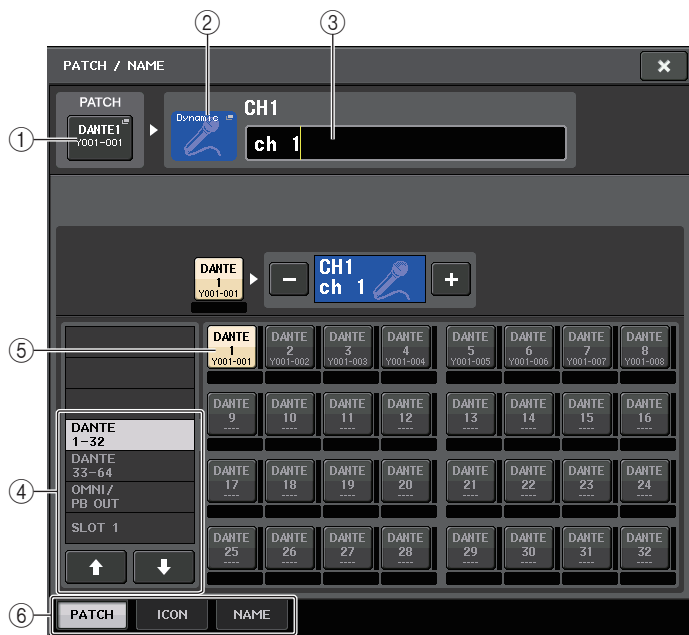 ② ③
PATCH / NAME ×
PATCH
① DANTE1
Y001-001
Dynamic
CH1
ch 1
DANTE
1
Y001-001
−
CH1
ch 1
+
⑤
DANTE 1 Y001-001
DANTE 2 Y001-002
DANTE 3 Y001-003
DANTE 4 Y001-004
DANTE 5 Y001-005
DANTE 6 Y001-006
DANTE 7 Y001-007
DANTE 8 Y001-008
DANTE 9 ----
DANTE 10 ----
DANTE 11 ----
DANTE 12 ----
DANTE 13 ----
DANTE 14 ----
DANTE 15 ----
DANTE 16 ----
④
DANTE
1-32
DANTE
33-64
OMNI/
PB OUT
SLOT 1
DANTE 17 ----
DANTE 18 ----
DANTE 19 ----
DANTE 20 ----
DANTE 21 ----
DANTE 22 ----
DANTE 23 ----
DANTE 24 ----
DANTE 25 ----
DANTE 26 ----
DANTE 27 ----
DANTE 28 ----
DANTE 29 ----
DANTE 30 ----
DANTE 31 ----
DANTE 32 ----
⑥ PATCH ICON NAME